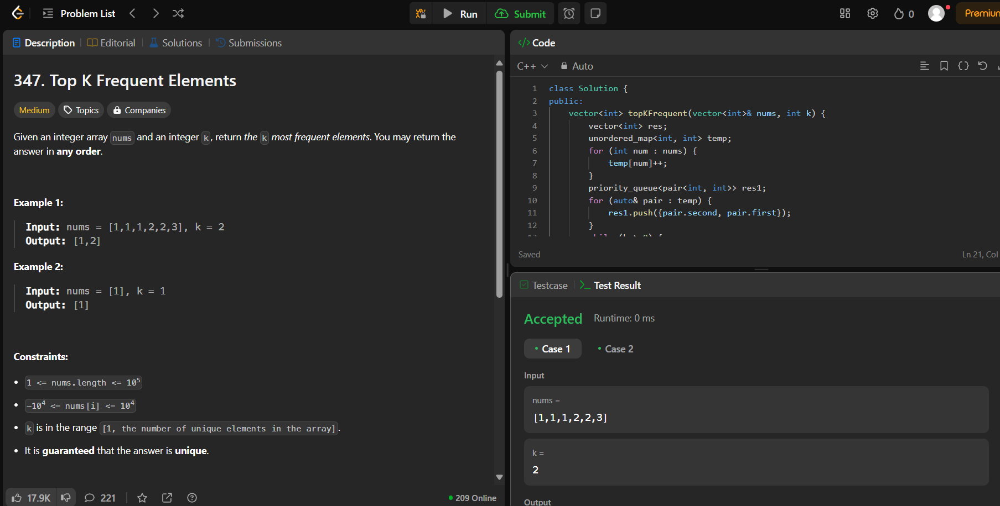 Problem List
Run
Submit
0
Premiun
Description
Editorial
Solutions
Submissions
347. Top K Frequent Elements
Medium
Topics
Companies
Given an integer array nums and an integer k, return the k most frequent elements. You may return the
answer in any order.
Example 1:
Input: nums = [1,1,1,2,2,3], k = 2
Output: [1,2]
Example 2:
Input: nums = [1], k = 1
Output: [1]
Constraints:
• 1 <= nums.length <= 10⁵
• −10⁴ <= nums[i] <= 10⁴
• k is in the range [1, the number of unique elements in the array].
• It is guaranteed that the answer is unique.
17.9K
221
209 Online
</> Code
C++
Auto
1 class Solution {
2 public:
3 vector<int> topKFrequent(vector<int>& nums, int k) {
4 vector<int> res;
5 unordered_map<int, int> temp;
6 for (int num : nums) {
7 temp[num]++;
8 }
9 priority_queue<pair<int, int>> res1;
10 for (auto& pair : temp) {
11 res1.push({pair.second, pair.first});
12 }
Saved
Ln 21, Col
Testcase
Test Result
Accepted
Runtime: 0 ms
• Case 1
• Case 2
Input
nums =
[1,1,1,2,2,3]
k =
2
Output